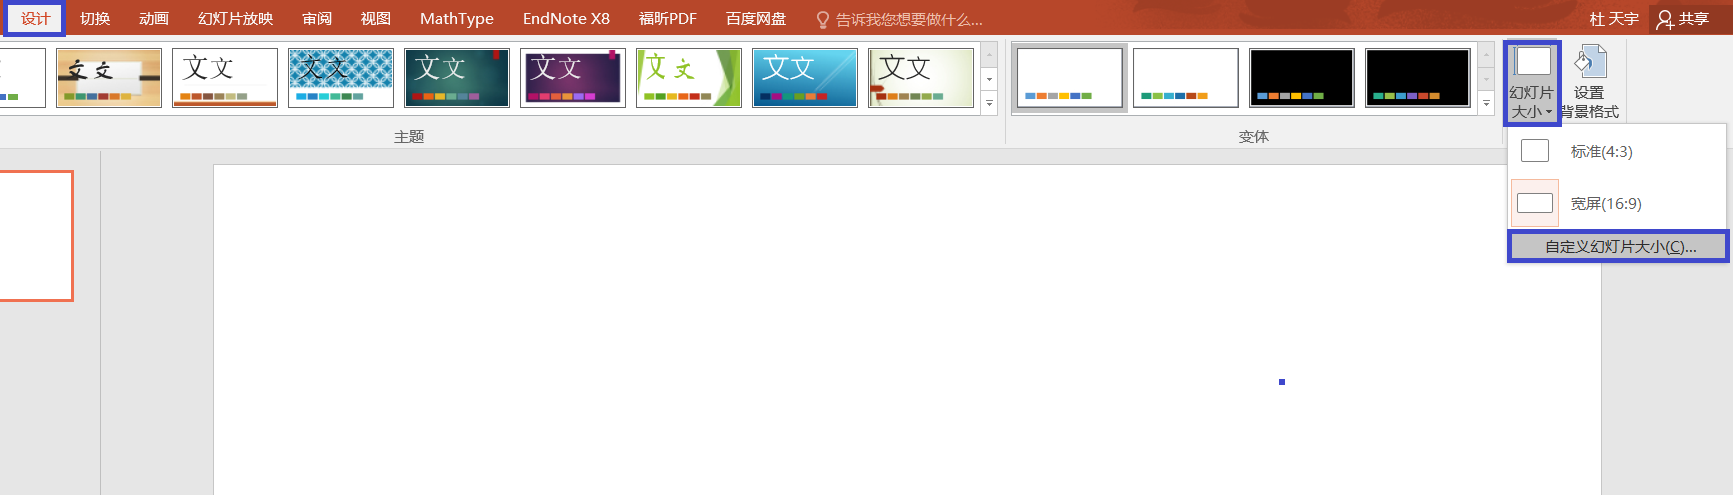 设计 切换 动画 幻灯片放映 审阅 视图 MathType EndNote X8 福昕PDF 百度网盘 告诉我您想要做什么... 杜 天宇 共享
文文 文文 文文 文文 文文 文文 文文 文文
幻灯片 设置
大小 背景格式
主题 变体
标准(4:3)
宽屏(16:9)
自定义幻灯片大小(C)...